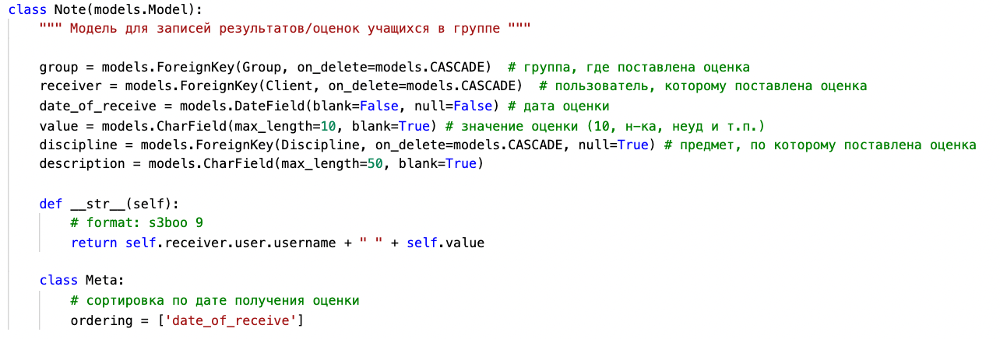 class Note(models.Model):
""" Модель для записей результатов/оценок учащихся в группе """
group = models.ForeignKey(Group, on_delete=models.CASCADE)  # группа, где поставлена оценка
receiver = models.ForeignKey(Client, on_delete=models.CASCADE)  # пользователь, которому поставлена оценка
date_of_receive = models.DateField(blank=False, null=False) # дата оценки
value = models.CharField(max_length=10, blank=True) # значение оценки (10, н-ка, неуд и т.п.)
discipline = models.ForeignKey(Discipline, on_delete=models.CASCADE, null=True) # предмет, по которому поставлена оценка
description = models.CharField(max_length=50, blank=True)
def __str__(self):
# format: s3boo 9
return self.receiver.user.username + " " + self.value
class Meta:
# сортировка по дате получения оценки
ordering = ['date_of_receive']